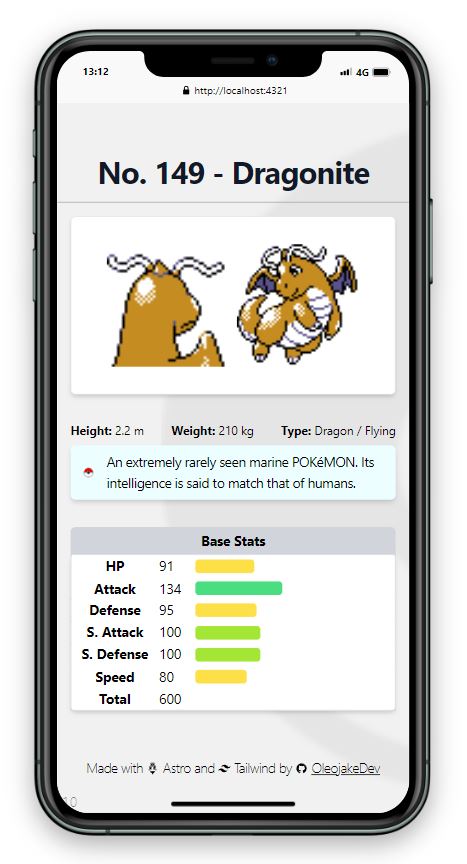 13:12
4G
http://localhost:4321
No. 149 - Dragonite
Height: 2.2 m Weight: 210 kg Type: Dragon / Flying
An extremely rarely seen marine POKéMON. Its
intelligence is said to match that of humans.
Base Stats
HP 91
Attack 134
Defense 95
S. Attack 100
S. Defense 100
Speed 80
Total 600
Made with Astro and Tailwind by OleojakeDev